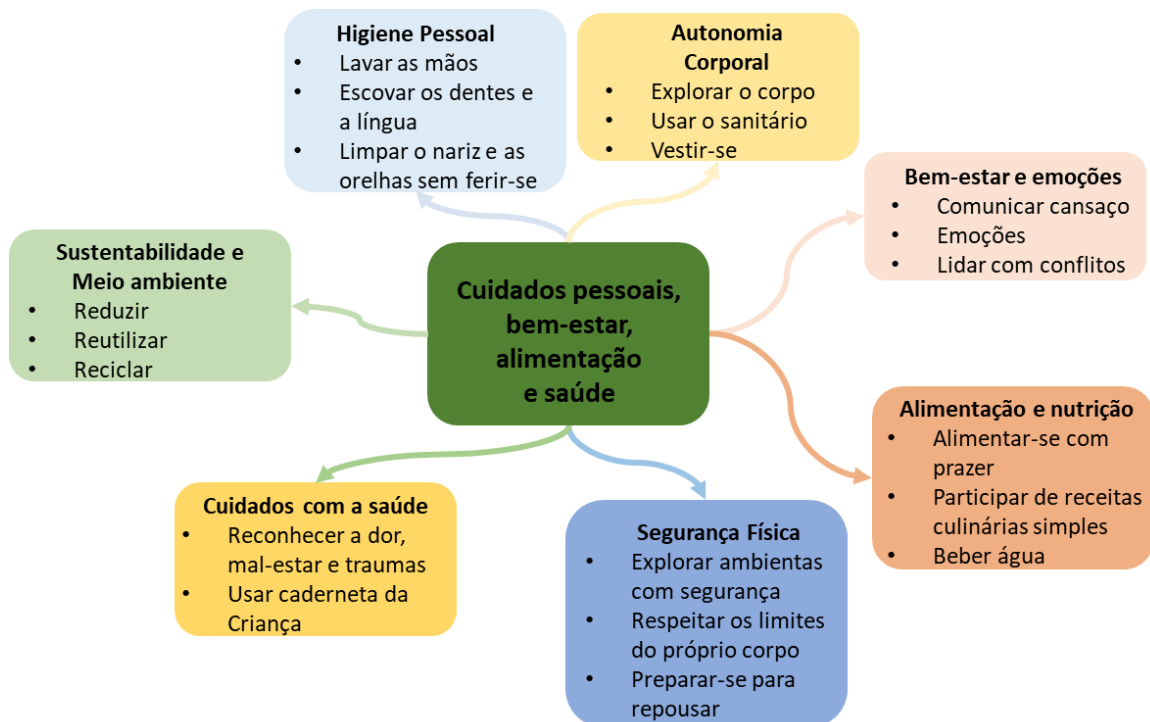 Higiene Pessoal
• Lavar as mãos
• Escovar os dentes e
a língua
• Limpar o nariz e as
orelhas sem ferir-se
Autonomia
Corporal
• Explorar o corpo
• Usar o sanitário
• Vestir-se
Bem-estar e emoções
• Comunicar cansaço
• Emoções
• Lidar com conflitos
Sustentabilidade e
Meio ambiente
• Reduzir
• Reutilizar
• Reciclar
Cuidados pessoais,
bem-estar,
alimentação
e saúde
Alimentação e nutrição
• Alimentar-se com
prazer
• Participar de receitas
culinárias simples
• Beber água
Cuidados com a saúde
• Reconhecer a dor,
mal-estar e traumas
• Usar caderneta da
Criança
Segurança Física
• Explorar ambientas
com segurança
• Respeitar os limites
do próprio corpo
• Preparar-se para
repousar